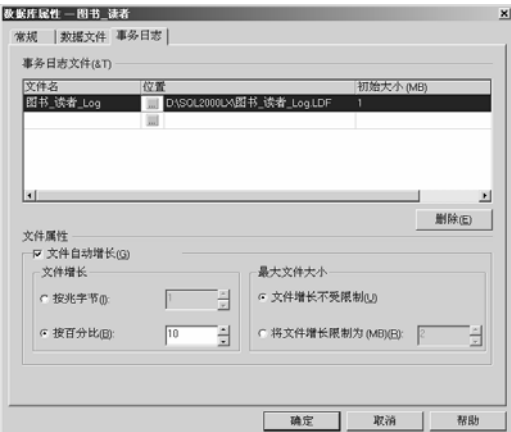 数据库属性 — 图书_读者
常规 数据文件 事务日志
事务日志文件(&T)
文件名 位置 初始大小 (MB)
图书_读者_Log ... D:\SQL2000LX\图书_读者_Log.LDF 1
...
删除(E)
文件属性
文件自动增长(G)
文件增长 最大文件大小
按兆字节(I): 1 文件增长不受限制(U)
按百分比(B): 10 将文件增长限制为 (MB)(R): 2
确定 取消 帮助